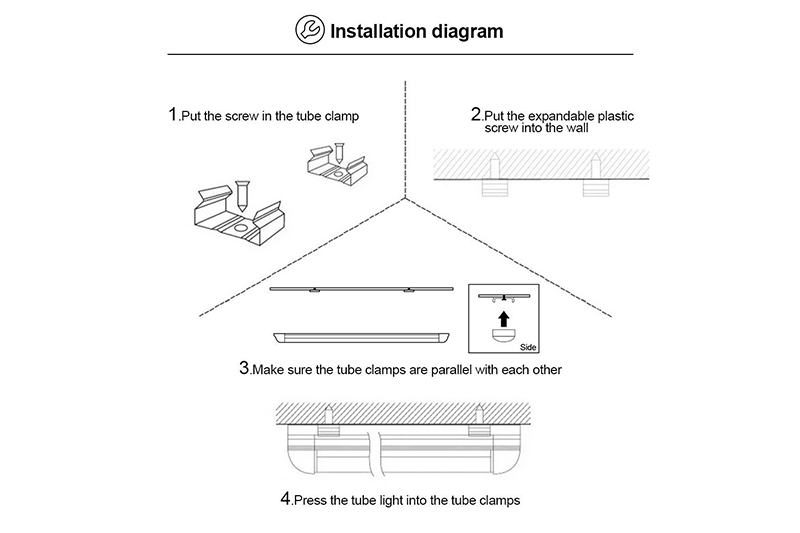 Installation diagram
1.Put the screw in the tube clamp
2.Put the expandable plastic
screw into the wall
Side
3.Make sure the tube clamps are parallel with each other
4.Press the tube light into the tube clamps